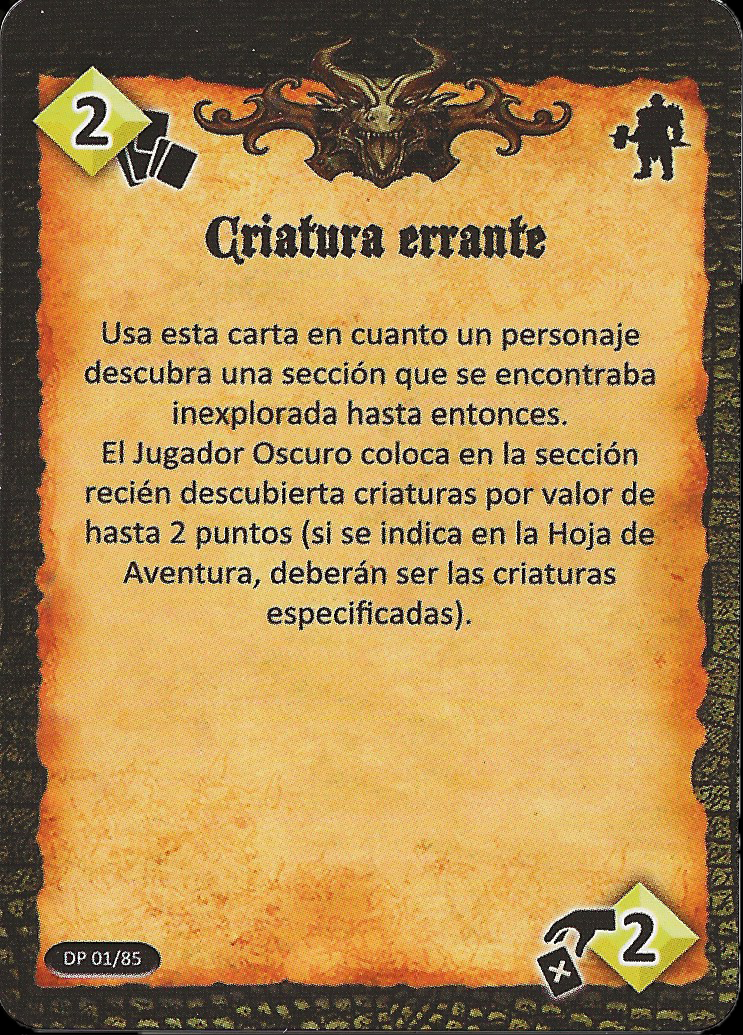 2
Criatura errante
Usa esta carta en cuanto un personaje
descubra una sección que se encontraba
inexplorada hasta entonces.
El Jugador Oscuro coloca en la sección
recién descubierta criaturas por valor de
hasta 2 puntos (si se indica en la Hoja de
Aventura, deberán ser las criaturas
especificadas).
DP 01/85
2